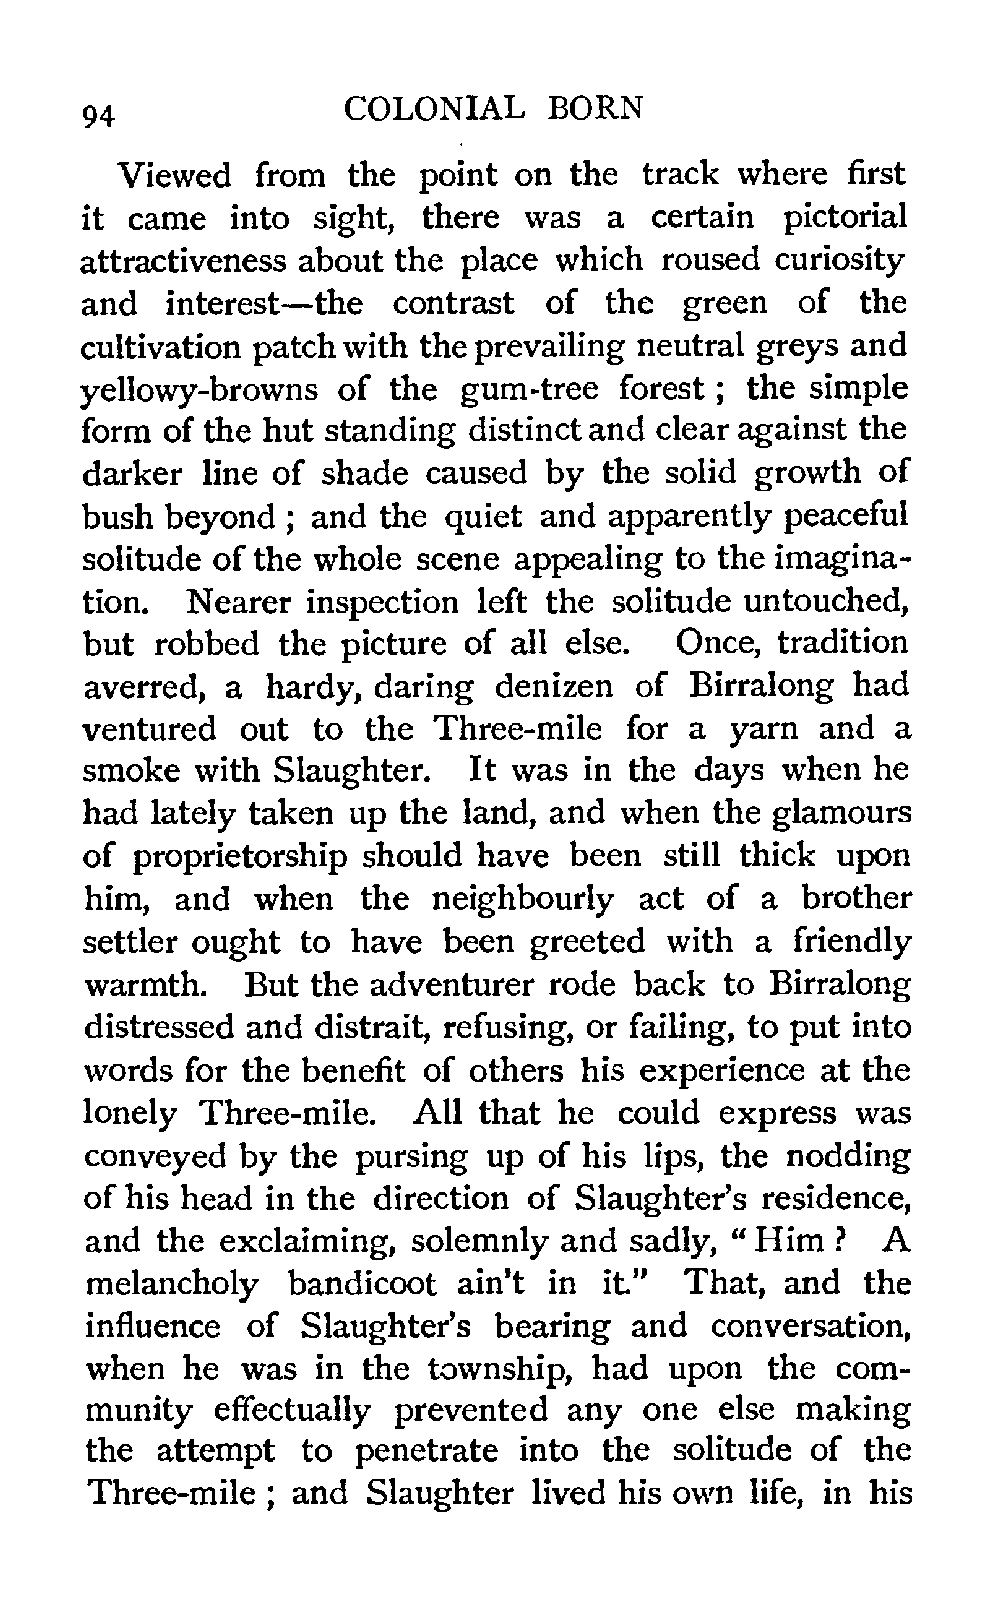 94 COLONIAL BORN
Viewed from the point on the track where first
it came into sight, there was a certain pictorial
attractiveness about the place which roused curiosity
and interest—the contrast of the green of the
cultivation patch with the prevailing neutral greys and
yellowy-browns of the gum-tree forest ; the simple
form of the hut standing distinct and clear against the
darker line of shade caused by the solid growth of
bush beyond ; and the quiet and apparently peaceful
solitude of the whole scene appealing to the imagina-
tion. Nearer inspection left the solitude untouched,
but robbed the picture of all else. Once, tradition
averred, a hardy, daring denizen of Birralong had
ventured out to the Three-mile for a yarn and a
smoke with Slaughter. It was in the days when he
had lately taken up the land, and when the glamours
of proprietorship should have been still thick upon
him, and when the neighbourly act of a brother
settler ought to have been greeted with a friendly
warmth. But the adventurer rode back to Birralong
distressed and distrait, refusing, or failing, to put into
words for the benefit of others his experience at the
lonely Three-mile. All that he could express was
conveyed by the pursing up of his lips, the nodding
of his head in the direction of Slaughter's residence,
and the exclaiming, solemnly and sadly, “ Him ? A
melancholy bandicoot ain't in it.” That, and the
influence of Slaughter's bearing and conversation,
when he was in the township, had upon the com-
munity effectually prevented any one else making
the attempt to penetrate into the solitude of the
Three-mile ; and Slaughter lived his own life, in his